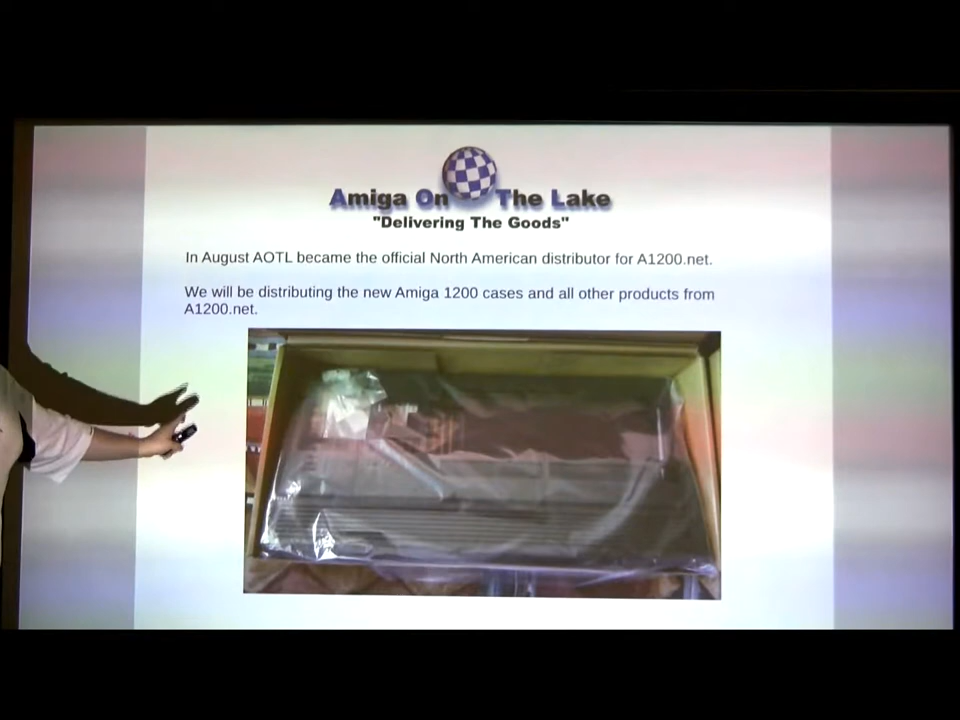 Amiga On The Lake
"Delivering The Goods"
In August AOTL became the official North American distributor for A1200.net.
We will be distributing the new Amiga 1200 cases and all other products from
A1200.net.